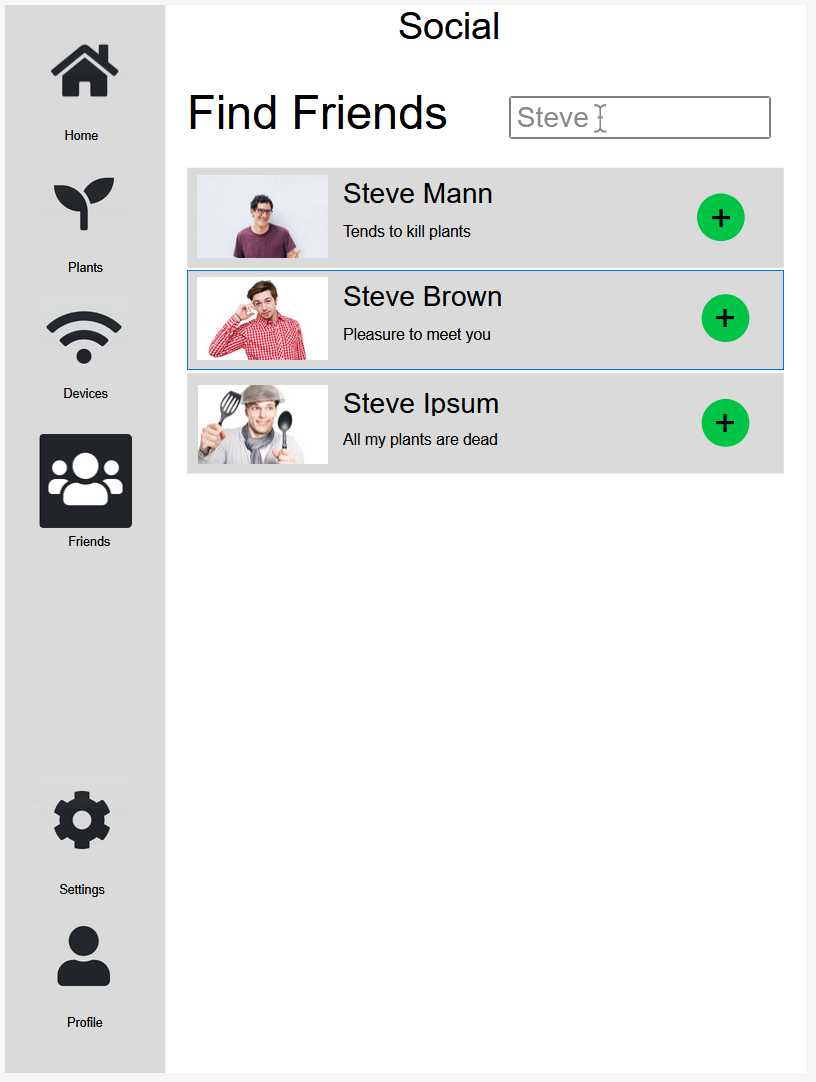 Social
Find Friends
Steve
Home
Steve Mann
Tends to kill plants
+
Plants
Steve Brown
Pleasure to meet you
+
Devices
Steve Ipsum
All my plants are dead
+
Friends
Settings
Profile